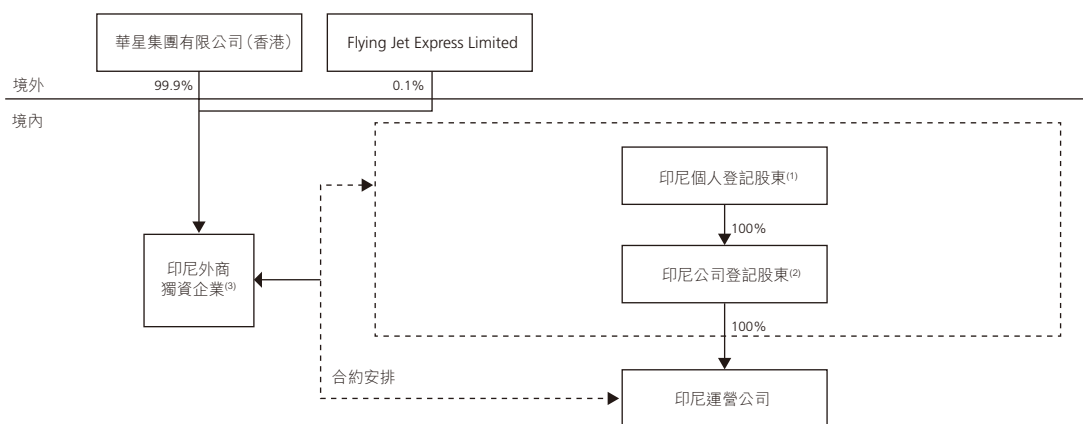 華星集團有限公司（香港）
Flying Jet Express Limited
99.9%
0.1%
境外
境內
印尼個人登記股東(1)
100%
印尼外商
獨資企業(3)
印尼公司登記股東(2)
100%
合約安排
印尼運營公司